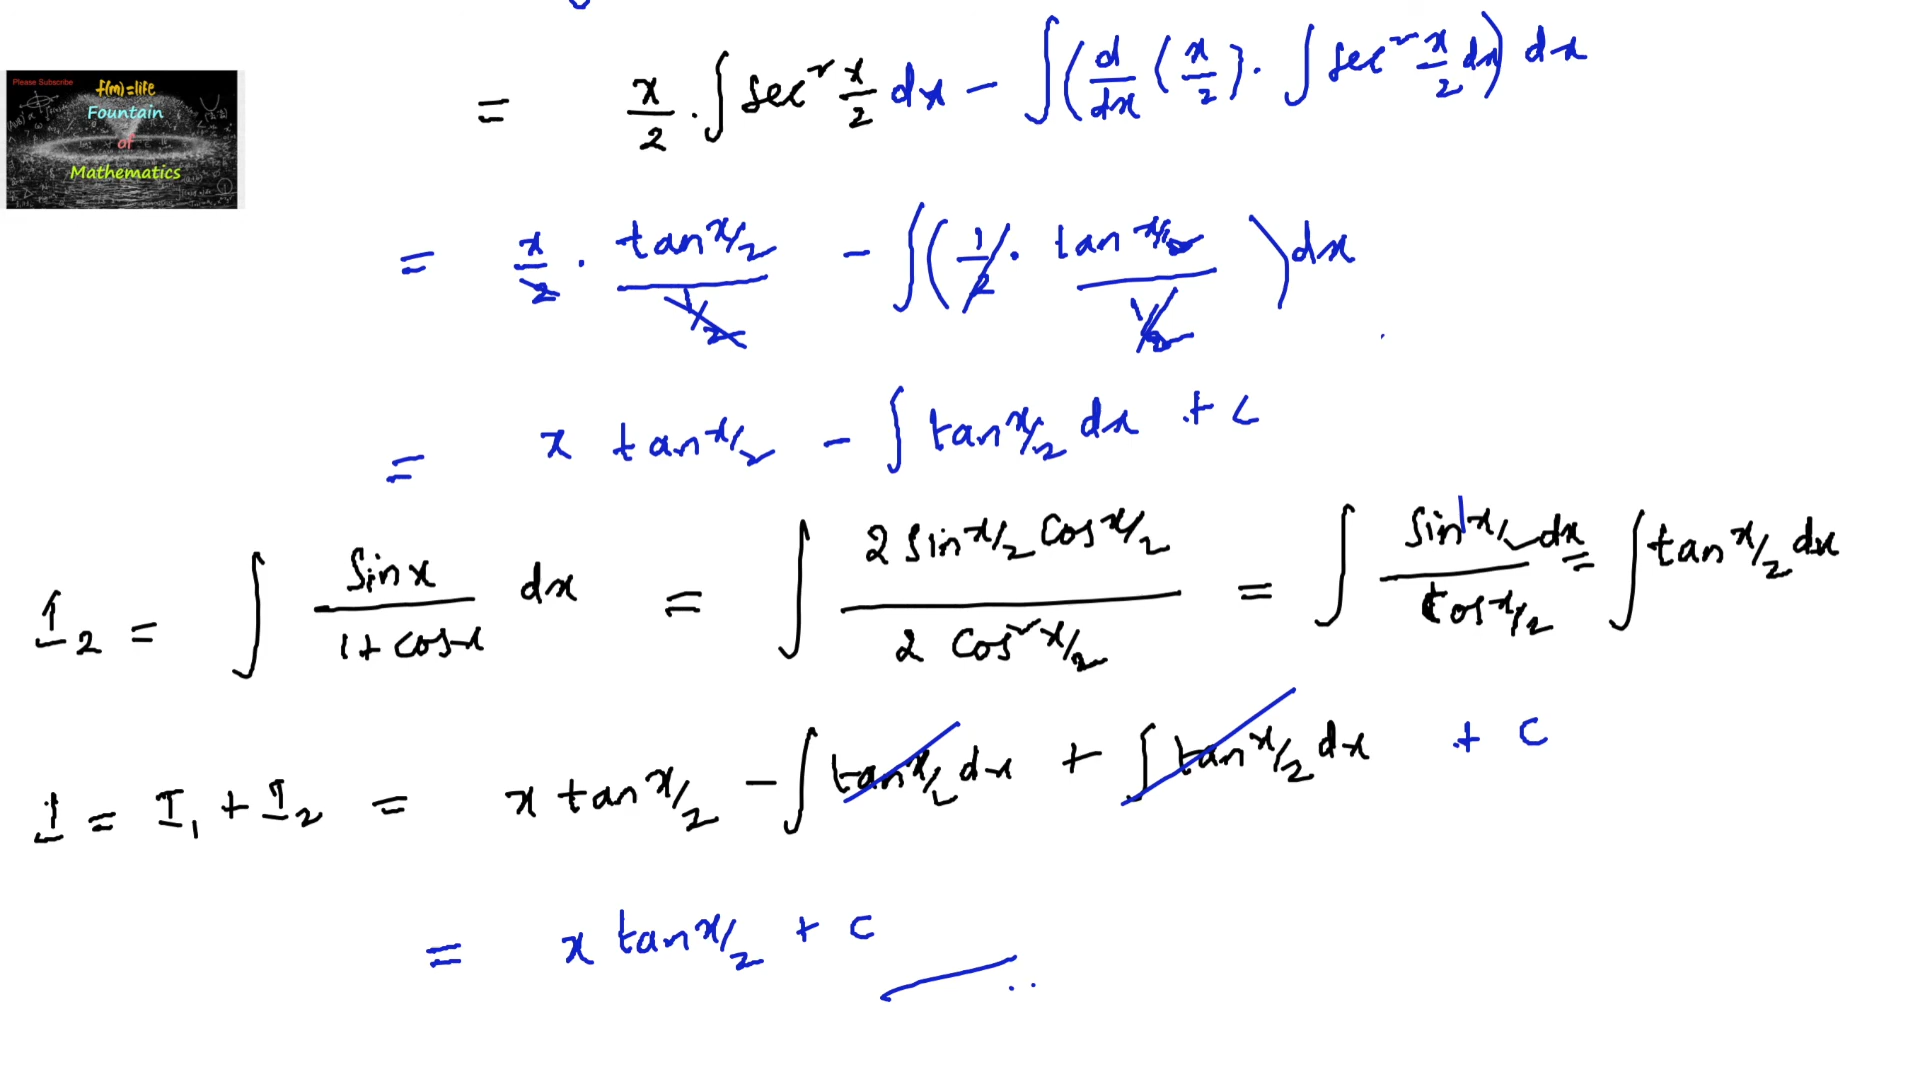 Please Subscribe
f(m)=life
Fountain
of
Mathematics
= x/2 . ∫ sec² x/2 dx - ∫(d/dx (x/2). ∫ sec² x/2 dx) dx
= x/2 . tan x/2 / 1/2 - ∫(1/2 . tan x/2 / 1/2) dx
= x tan x/2 - ∫ tan x/2 dx + c
I₂ = ∫ sin x / 1+cos x dx = ∫ 2 sin x/2 cos x/2 / 2 cos² x/2 = ∫ sin x/2 / cos x/2 dx = ∫ tan x/2 dx
I = I₁ + I₂ = x tan x/2 - ∫ tan x/2 dx + ∫ tan x/2 dx + c
= x tan x/2 + c